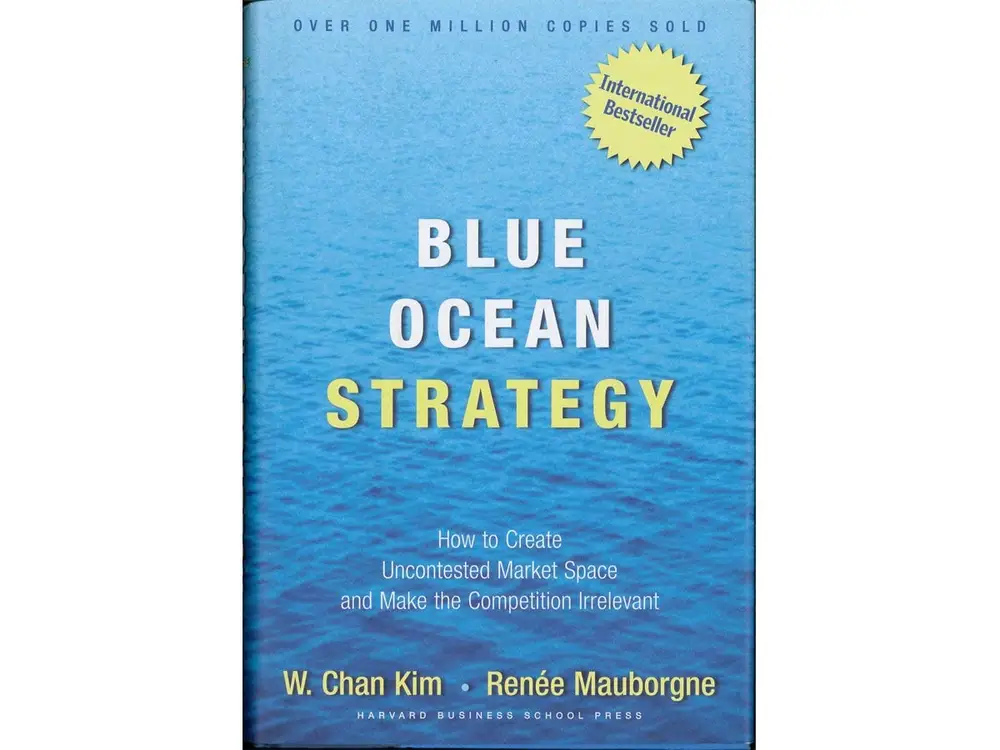 OVER ONE MILLION COPIES SOLD
International
Bestseller
BLUE
OCEAN
STRATEGY
How to Create
Uncontested Market Space
and Make the Competition Irrelevant
W. Chan Kim • Renée Mauborgne
HARVARD BUSINESS SCHOOL PRESS